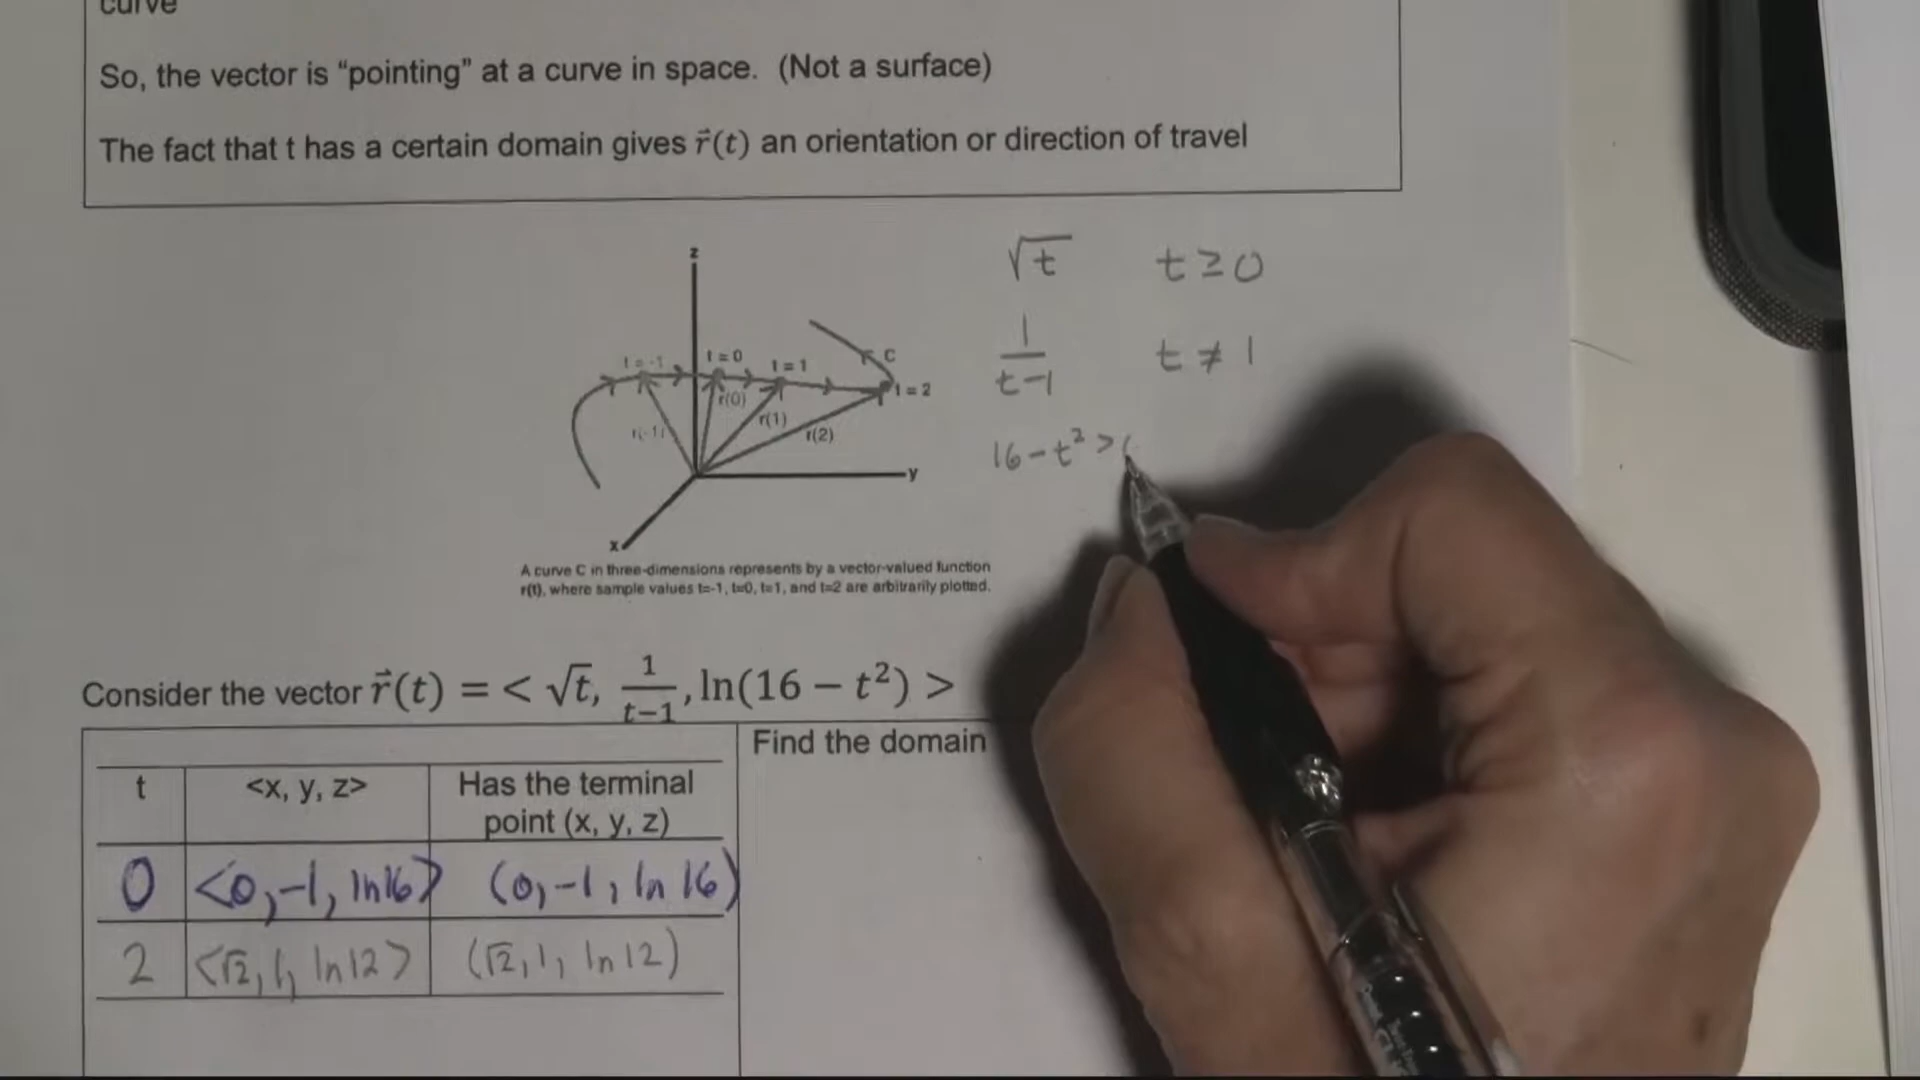 curve
So, the vector is “pointing” at a curve in space. (Not a surface)
The fact that t has a certain domain gives r⃗(t) an orientation or direction of travel
z
t = -1
t = 0
t = 1
C
t = 2
r(-1)
r(0)
r(1)
r(2)
y
x
√t t ≥ 0
1/(t-1) t ≠ 1
16 - t² >
A curve C in three-dimensions represents by a vector-valued function
r(t), where sample values t=-1, t=0, t=1, and t=2 are arbitrarily plotted.
Consider the vector r⃗(t) = < √t, 1/(t−1), ln(16 − t²) >
Find the domain
t <x, y, z> Has the terminal
point (x, y, z)
0 <0, -1, ln16> (0, -1, ln 16)
2 <√2, 1, ln 12> (√2, 1, ln 12)